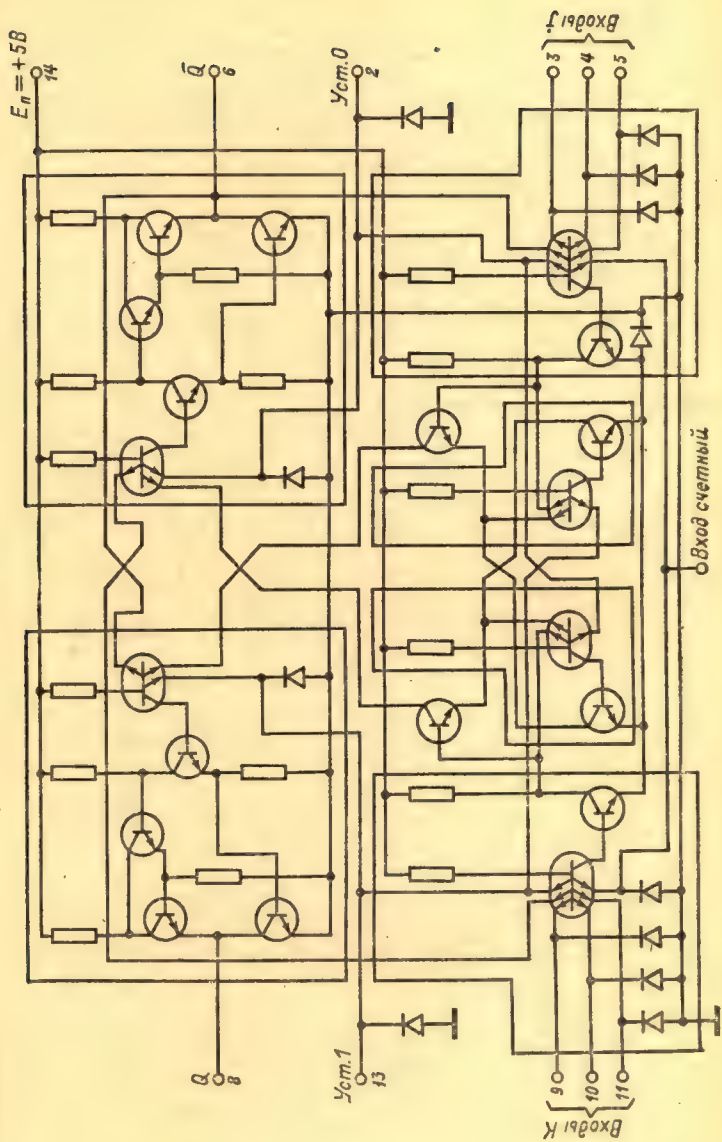 Eп = +5В
14
Q̅
6
Уст.0
2
Входы j
3
4
5
Вход счетный
Q
8
Уст.1
13
Входы K
9
10
11